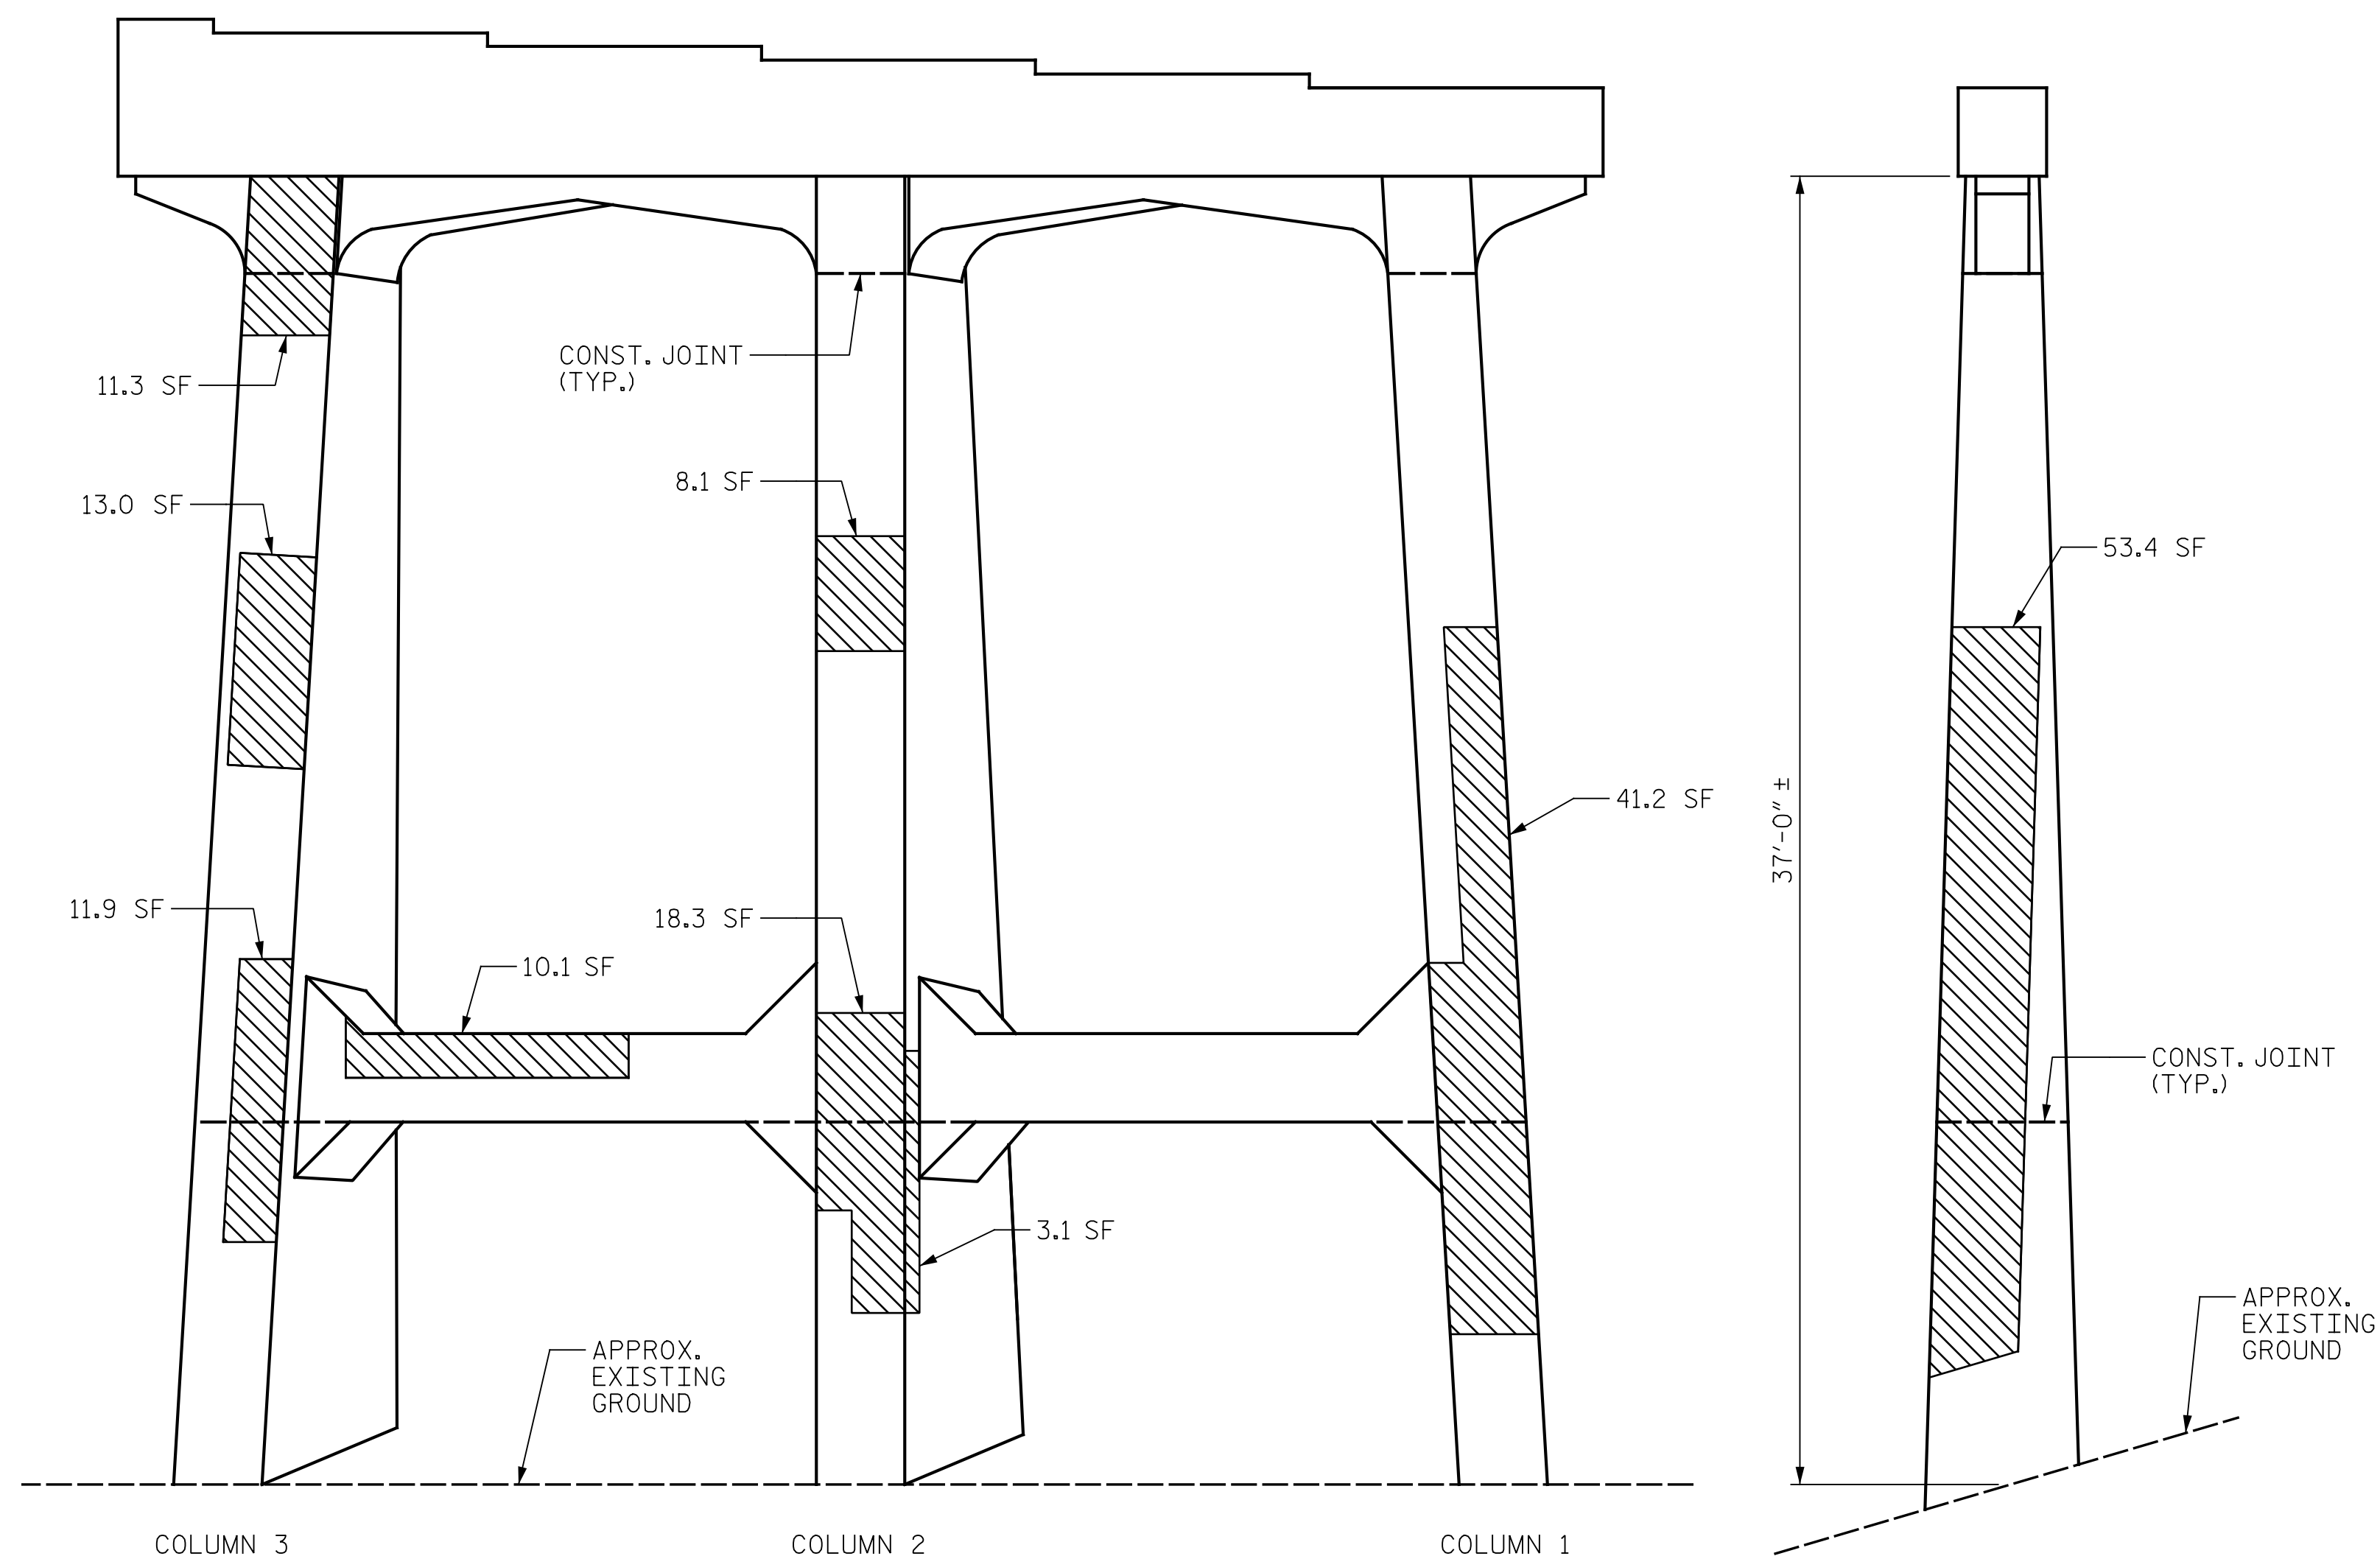 CONST. JOINT
(TYP.)
11.3 SF
8.1 SF
13.0 SF
53.4 SF
37'-0" ±
41.2 SF
11.9 SF
18.3 SF
10.1 SF
CONST. JOINT
(TYP.)
3.1 SF
APPROX.
EXISTING
GROUND
APPROX.
EXISTING
GROUND
COLUMN 3
COLUMN 2
COLUMN 1